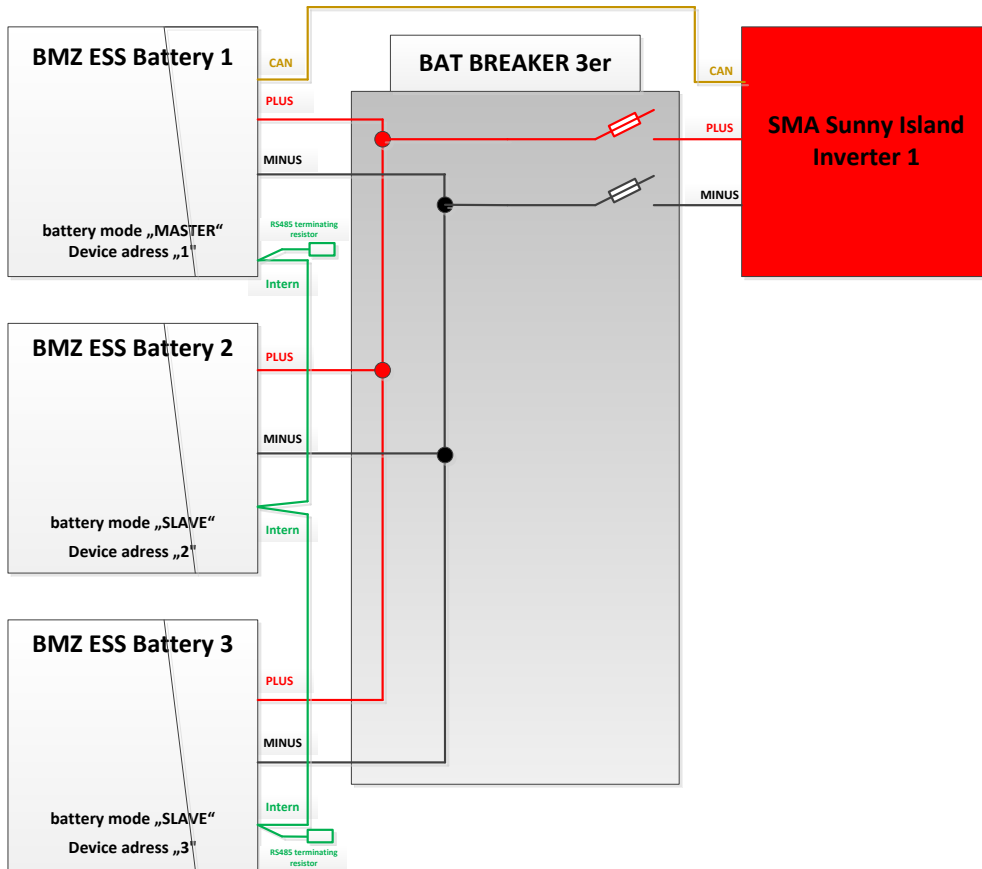 BMZ ESS Battery 1
CAN
PLUS
MINUS
battery mode „MASTER“
Device adress „1"
RS485 terminating
resistor
Intern
BAT BREAKER 3er
CAN
PLUS
MINUS
SMA Sunny Island
Inverter 1
BMZ ESS Battery 2
PLUS
MINUS
battery mode „SLAVE“
Device adress „2"
Intern
BMZ ESS Battery 3
PLUS
MINUS
battery mode „SLAVE“
Device adress „3"
Intern
RS485 terminating
resistor